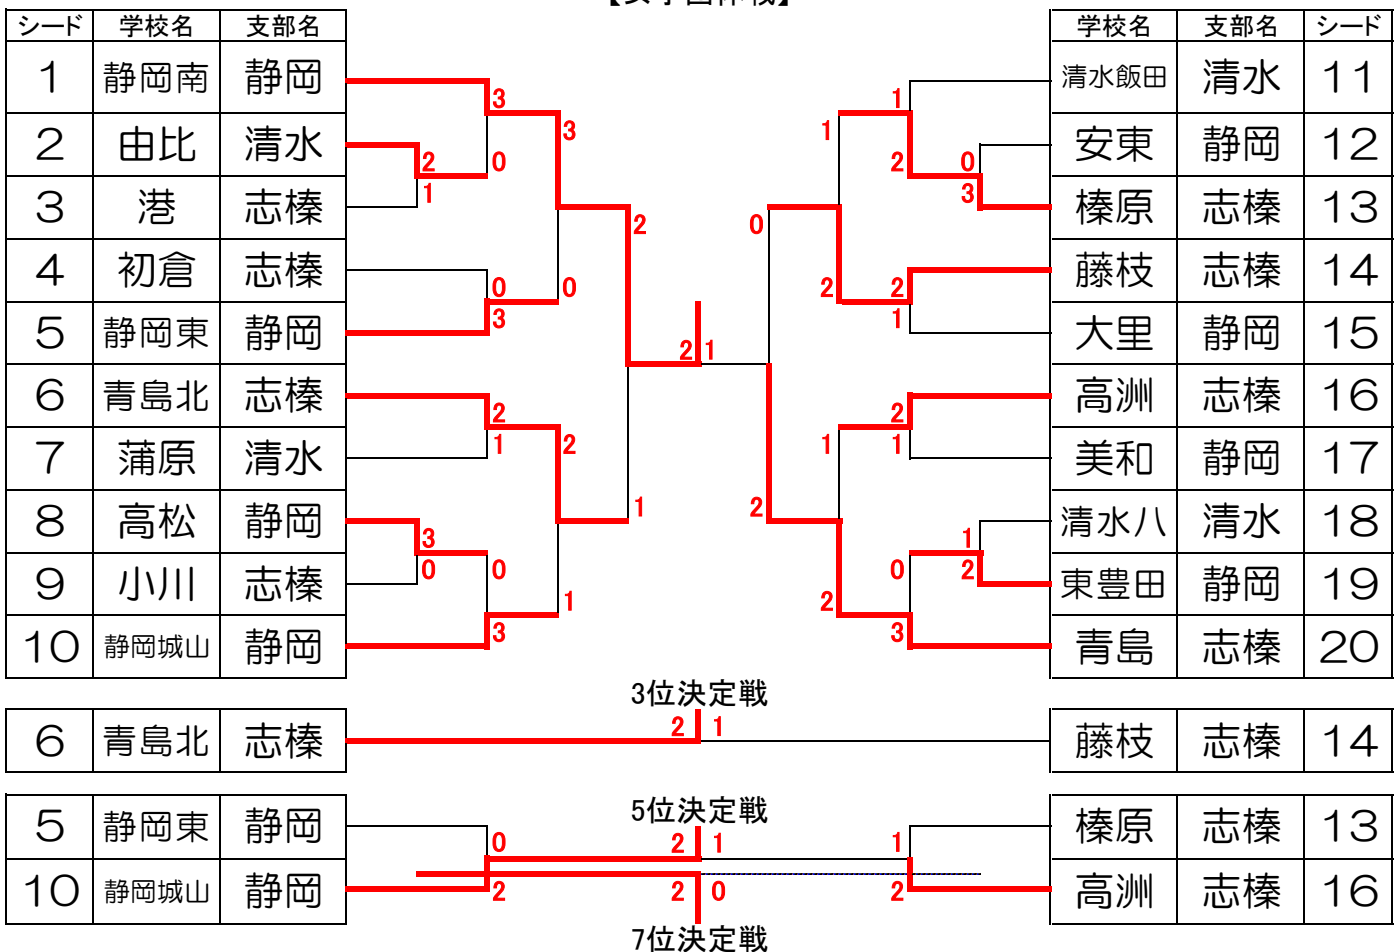 【女子団体戦】
シード 学校名 支部名 学校名 支部名 シード
1 静岡南 静岡 清水飯田 清水 11
3 1
3 1
2 由比 清水 安東 静岡 12
2 0 2 0
1 3
3 港 志榛 榛原 志榛 13
2 0
4 初倉 志榛 藤枝 志榛 14
0 0 2 2
3 1
5 静岡東 静岡 大里 静岡 15
2 1
6 青島北 志榛 高洲 志榛 16
2 2
1 2 1 1
7 蒲原 清水 美和 静岡 17
1 2
8 高松 静岡 清水八 清水 18
3 1
0 0 0 2
9 小川 志榛 東豊田 静岡 19
1 2
3 3
10 静岡城山 静岡 青島 志榛 20
3位決定戦
2 1
6 青島北 志榛 藤枝 志榛 14
5位決定戦
5 静岡東 静岡 榛原 志榛 13
0 2 1 1
10 静岡城山 静岡 高洲 志榛 16
2 2 0 2
7位決定戦